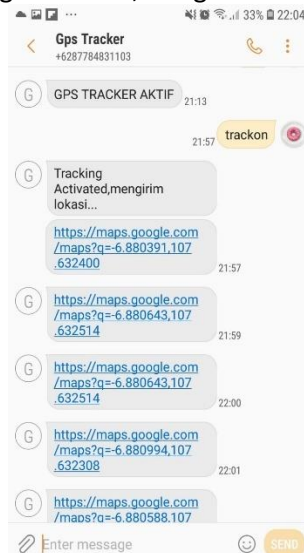 33% 22:04
Gps Tracker
+6287784831103
G GPS TRACKER AKTIF 21:13
21:57 trackon
G Tracking
Activated,mengirim
lokasi...
https://maps.google.com
/maps?q=-6.880391,107
.632400
21:57
G https://maps.google.com
/maps?q=-6.880643,107
.632514
21:59
G https://maps.google.com
/maps?q=-6.880643,107
.632514
22:00
G https://maps.google.com
/maps?q=-6.880994,107
.632308
22:01
G https://maps.google.com
/maps?q=-6.880588,107
Enter message SEND